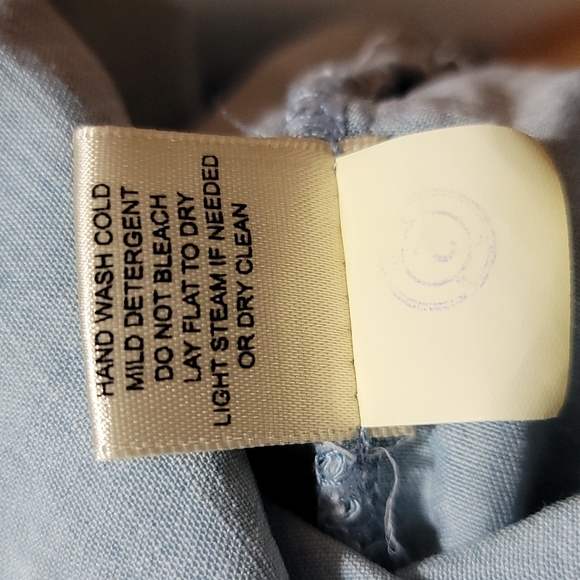 HAND WASH COLD
MILD DETERGENT
DO NOT BLEACH
LAY FLAT TO DRY
LIGHT STEAM IF NEEDED
OR DRY CLEAN